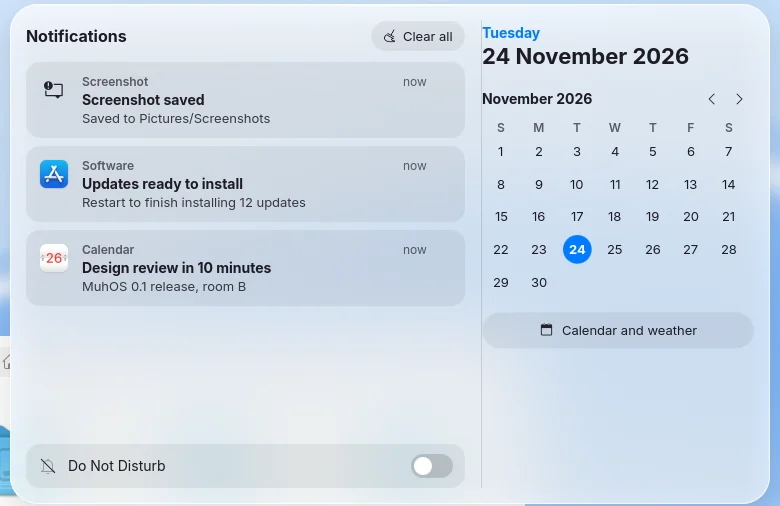 Notifications
Clear all
Screenshot now
Screenshot saved
Saved to Pictures/Screenshots
Software now
Updates ready to install
Restart to finish installing 12 updates
26
Calendar now
Design review in 10 minutes
MuhOS 0.1 release, room B
Do Not Disturb
Tuesday
24 November 2026
November 2026
S M T W T F S
1 2 3 4 5 6 7
8 9 10 11 12 13 14
15 16 17 18 19 20 21
22 23 24 25 26 27 28
29 30
Calendar and weather